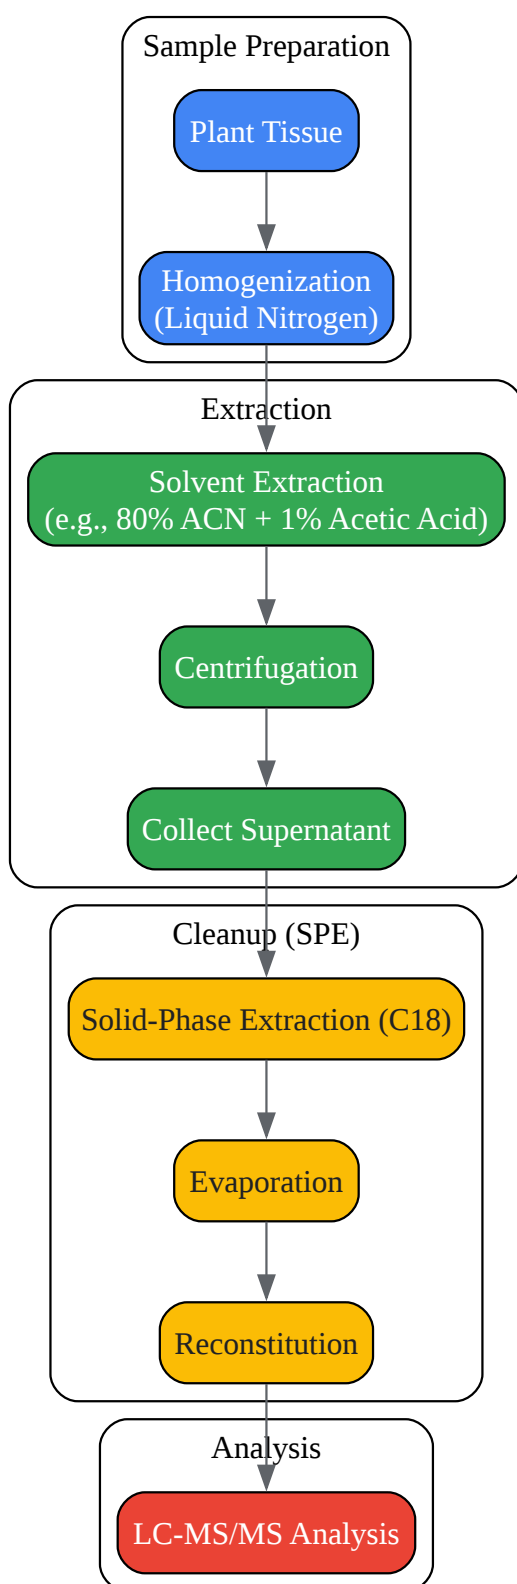 Sample Preparation
Plant Tissue
Homogenization
(Liquid Nitrogen)
Extraction
Solvent Extraction
(e.g., 80% ACN + 1% Acetic Acid)
Centrifugation
Collect Supernatant
Cleanup (SPE)
Solid-Phase Extraction (C18)
Evaporation
Reconstitution
Analysis
LC-MS/MS Analysis